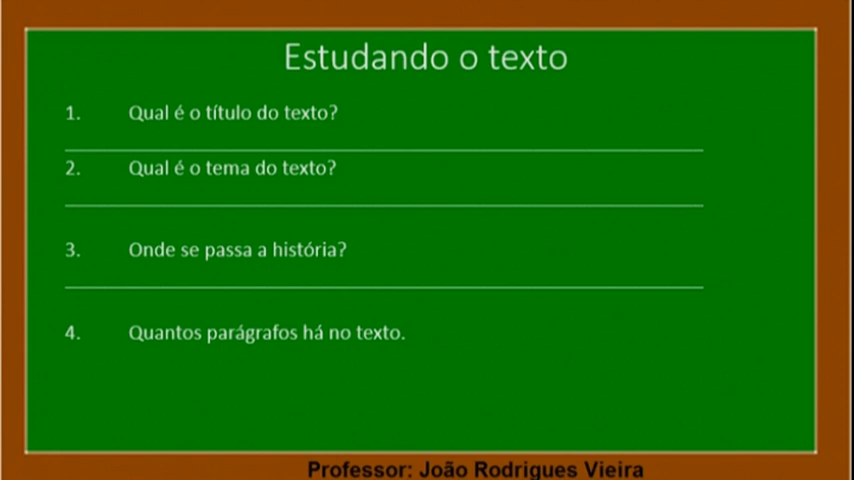 Estudando o texto
1. Qual é o título do texto?
2. Qual é o tema do texto?
3. Onde se passa a história?
4. Quantos parágrafos há no texto.
Professor: João Rodrigues Vieira